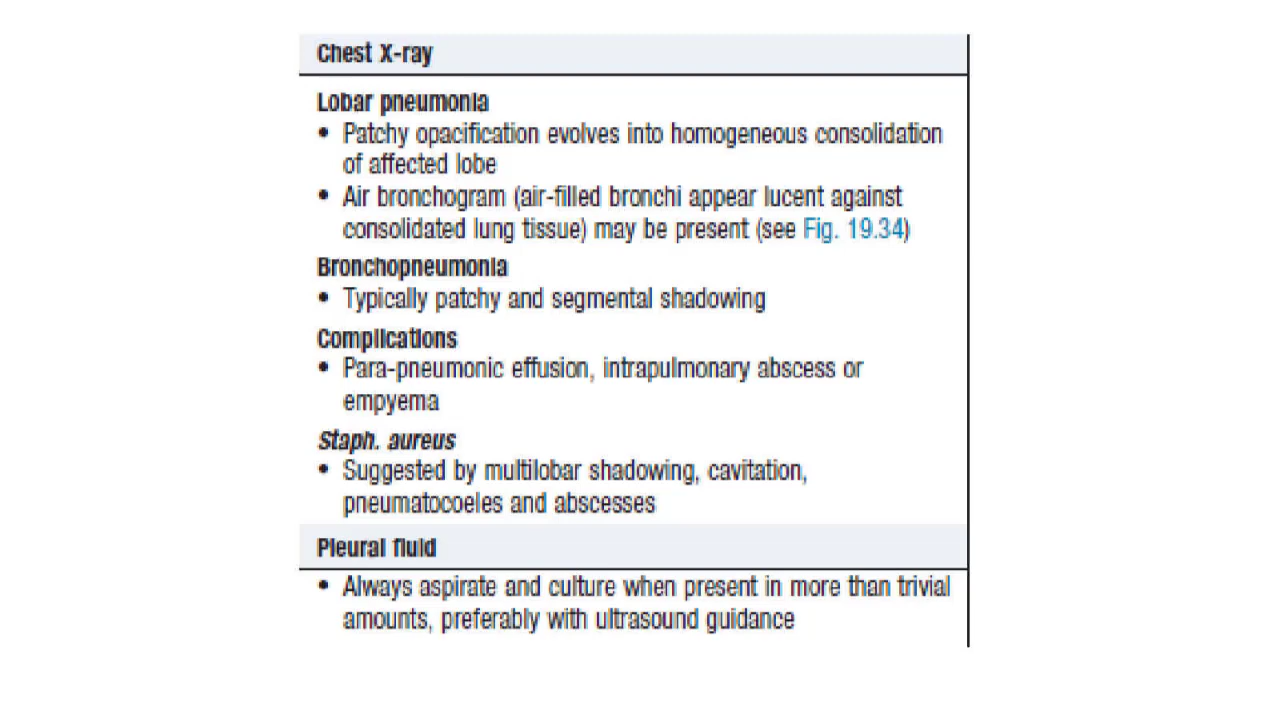 Chest X-ray
Lobar pneumonia
• Patchy opacification evolves into homogeneous consolidation
of affected lobe
• Air bronchogram (air-filled bronchi appear lucent against
consolidated lung tissue) may be present (see Fig. 19.34)
Bronchopneumonia
• Typically patchy and segmental shadowing
Complications
• Para-pneumonic effusion, intrapulmonary abscess or
empyema
Staph. aureus
• Suggested by multilobar shadowing, cavitation,
pneumatocoeles and abscesses
Pleural fluid
• Always aspirate and culture when present in more than trivial
amounts, preferably with ultrasound guidance